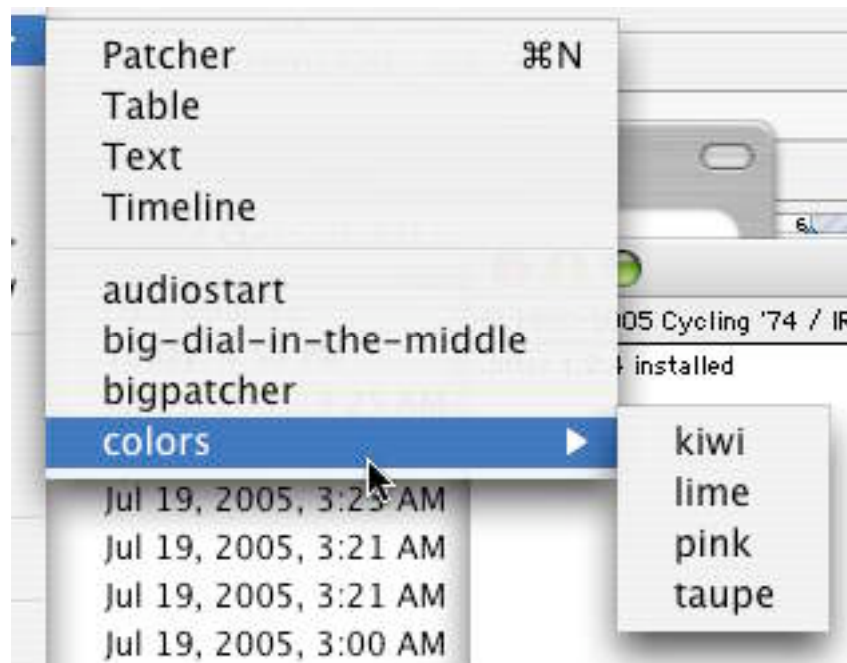 Patcher ⌘N
Table
Text
Timeline
audiostart
big-dial-in-the-middle
bigpatcher
colors
kiwi
lime
pink
taupe
6
005 Cycling '74 / IR
installed
Jul 19, 2005, 3:23 AM
Jul 19, 2005, 3:21 AM
Jul 19, 2005, 3:21 AM
Jul 19, 2005, 3:00 AM